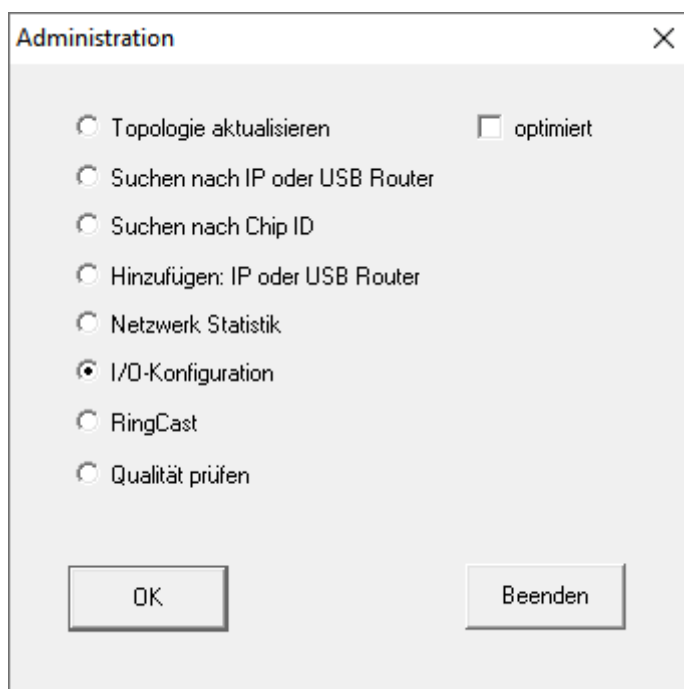 Administration
Topologie aktualisieren
optimiert
Suchen nach IP oder USB Router
Suchen nach Chip ID
Hinzufügen: IP oder USB Router
Netzwerk Statistik
I/O-Konfiguration
RingCast
Qualität prüfen
OK
Beenden